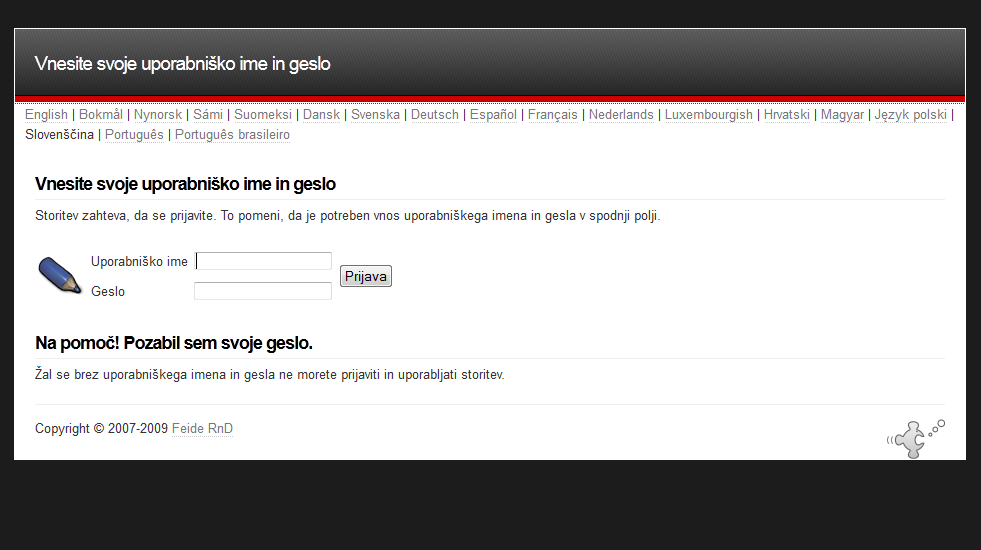 Vnesite svoje uporabniško ime in geslo
English | Bokmål | Nynorsk | Sámi | Suomeksi | Dansk | Svenska | Deutsch | Español | Français | Nederlands | Luxembourgish | Hrvatski | Magyar | Język polski |
Slovenščina | Português | Português brasileiro
Vnesite svoje uporabniško ime in geslo
Storitev zahteva, da se prijavite. To pomeni, da je potreben vnos uporabniškega imena in gesla v spodnji polji.
Uporabniško ime
Prijava
Geslo
Na pomoč! Pozabil sem svoje geslo.
Žal se brez uporabniškega imena in gesla ne morete prijaviti in uporabljati storitev.
Copyright © 2007-2009 Feide RnD